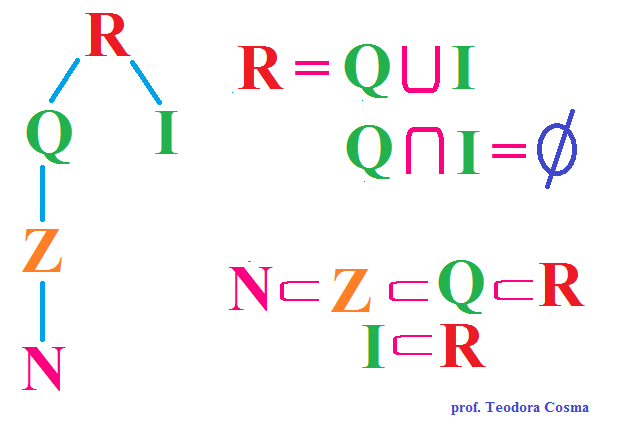 R
Q I
Z
N
R = Q ∪ I
Q ∩ I = ∅
N ⊂ Z ⊂ Q ⊂ R
I ⊂ R
prof. Teodora Cosma